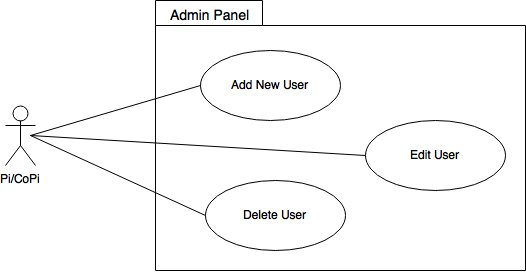 Admin Panel
Add New User
Edit User
Pi/CoPi
Delete User